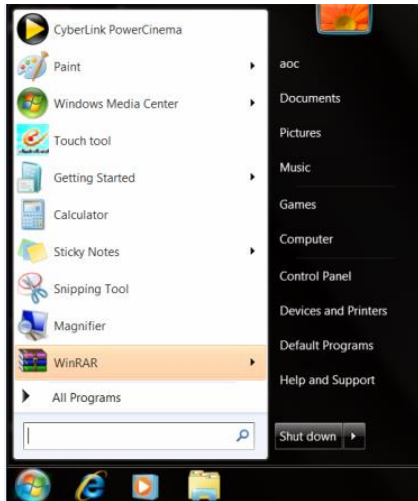 CyberLink PowerCinema
Paint
Windows Media Center
Touch tool
Getting Started
Calculator
Sticky Notes
Snipping Tool
Magnifier
WinRAR
All Programs
aoc
Documents
Pictures
Music
Games
Computer
Control Panel
Devices and Printers
Default Programs
Help and Support
Shut down